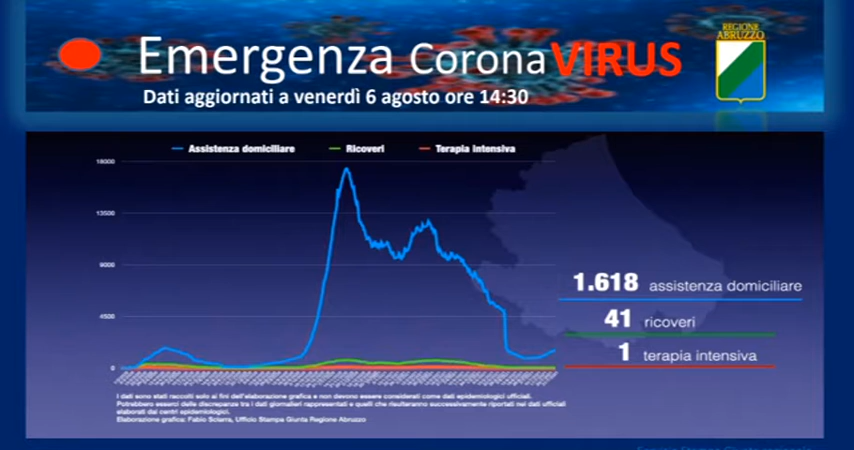 Emergenza CoronaVIRUS
REGIONE
ABRUZZO
Dati aggiornati a venerdì 6 agosto ore 14:30
Assistenza domiciliare Ricoveri Terapia intensiva
18000
13500
9000
4500
0
1.618 assistenza domiciliare
41 ricoveri
1 terapia intensiva
I dati sono stati raccolti solo ai fini dell'elaborazione grafica e non devono essere considerati come dati epidemiologici ufficiali.
Potrebbero esserci delle discrepanze tra i dati giornalieri rappresentati e quelli che risulteranno successivamente riportati nei dati ufficiali
elaborati dai centri epidemiologici.
Elaborazione grafica: Fabio Sciarra, Ufficio Stampa Giunta Regione Abruzzo